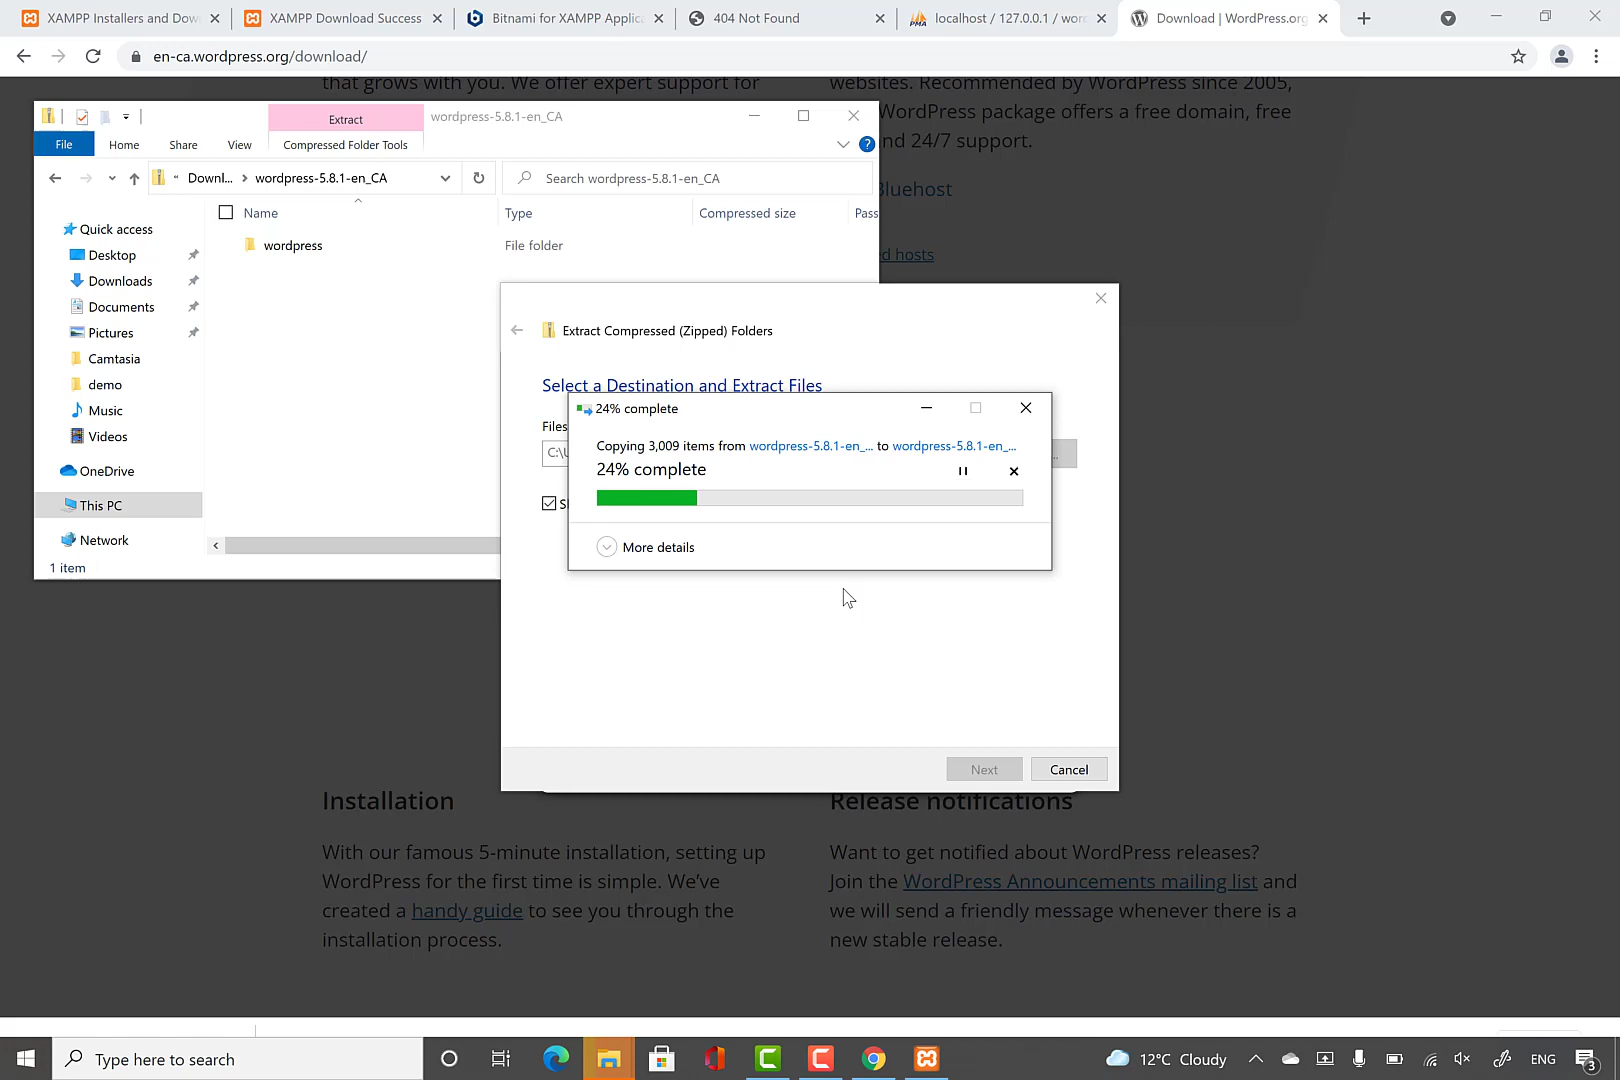 XAMPP Installers and Dow
XAMPP Download Success
Bitnami for XAMPP Applic
404 Not Found
localhost / 127.0.0.1 / wor
Download | WordPress.org
en-ca.wordpress.org/download/
that grows with you. We offer expert support for
websites. Recommended by WordPress since 2005,
WordPress package offers a free domain, free
nd 24/7 support.
Bluehost
d hosts
Extract
wordpress-5.8.1-en_CA
File
Home
Share
View
Compressed Folder Tools
Downl...
wordpress-5.8.1-en_CA
Search wordpress-5.8.1-en_CA
Name
Type
Compressed size
Pass
wordpress
File folder
Quick access
Desktop
Downloads
Documents
Pictures
Camtasia
demo
Music
Videos
OneDrive
This PC
Network
1 item
Extract Compressed (Zipped) Folders
Select a Destination and Extract Files
Files
C:\U
...
24% complete
Copying 3,009 items from wordpress-5.8.1-en_... to wordpress-5.8.1-en_...
24% complete
More details
Next
Cancel
Installation
With our famous 5-minute installation, setting up
WordPress for the first time is simple. We've
created a handy guide to see you through the
installation process.
Release notifications
Want to get notified about WordPress releases?
Join the WordPress Announcements mailing list and
we will send a friendly message whenever there is a
new stable release.
Type here to search
12°C Cloudy
ENG
3